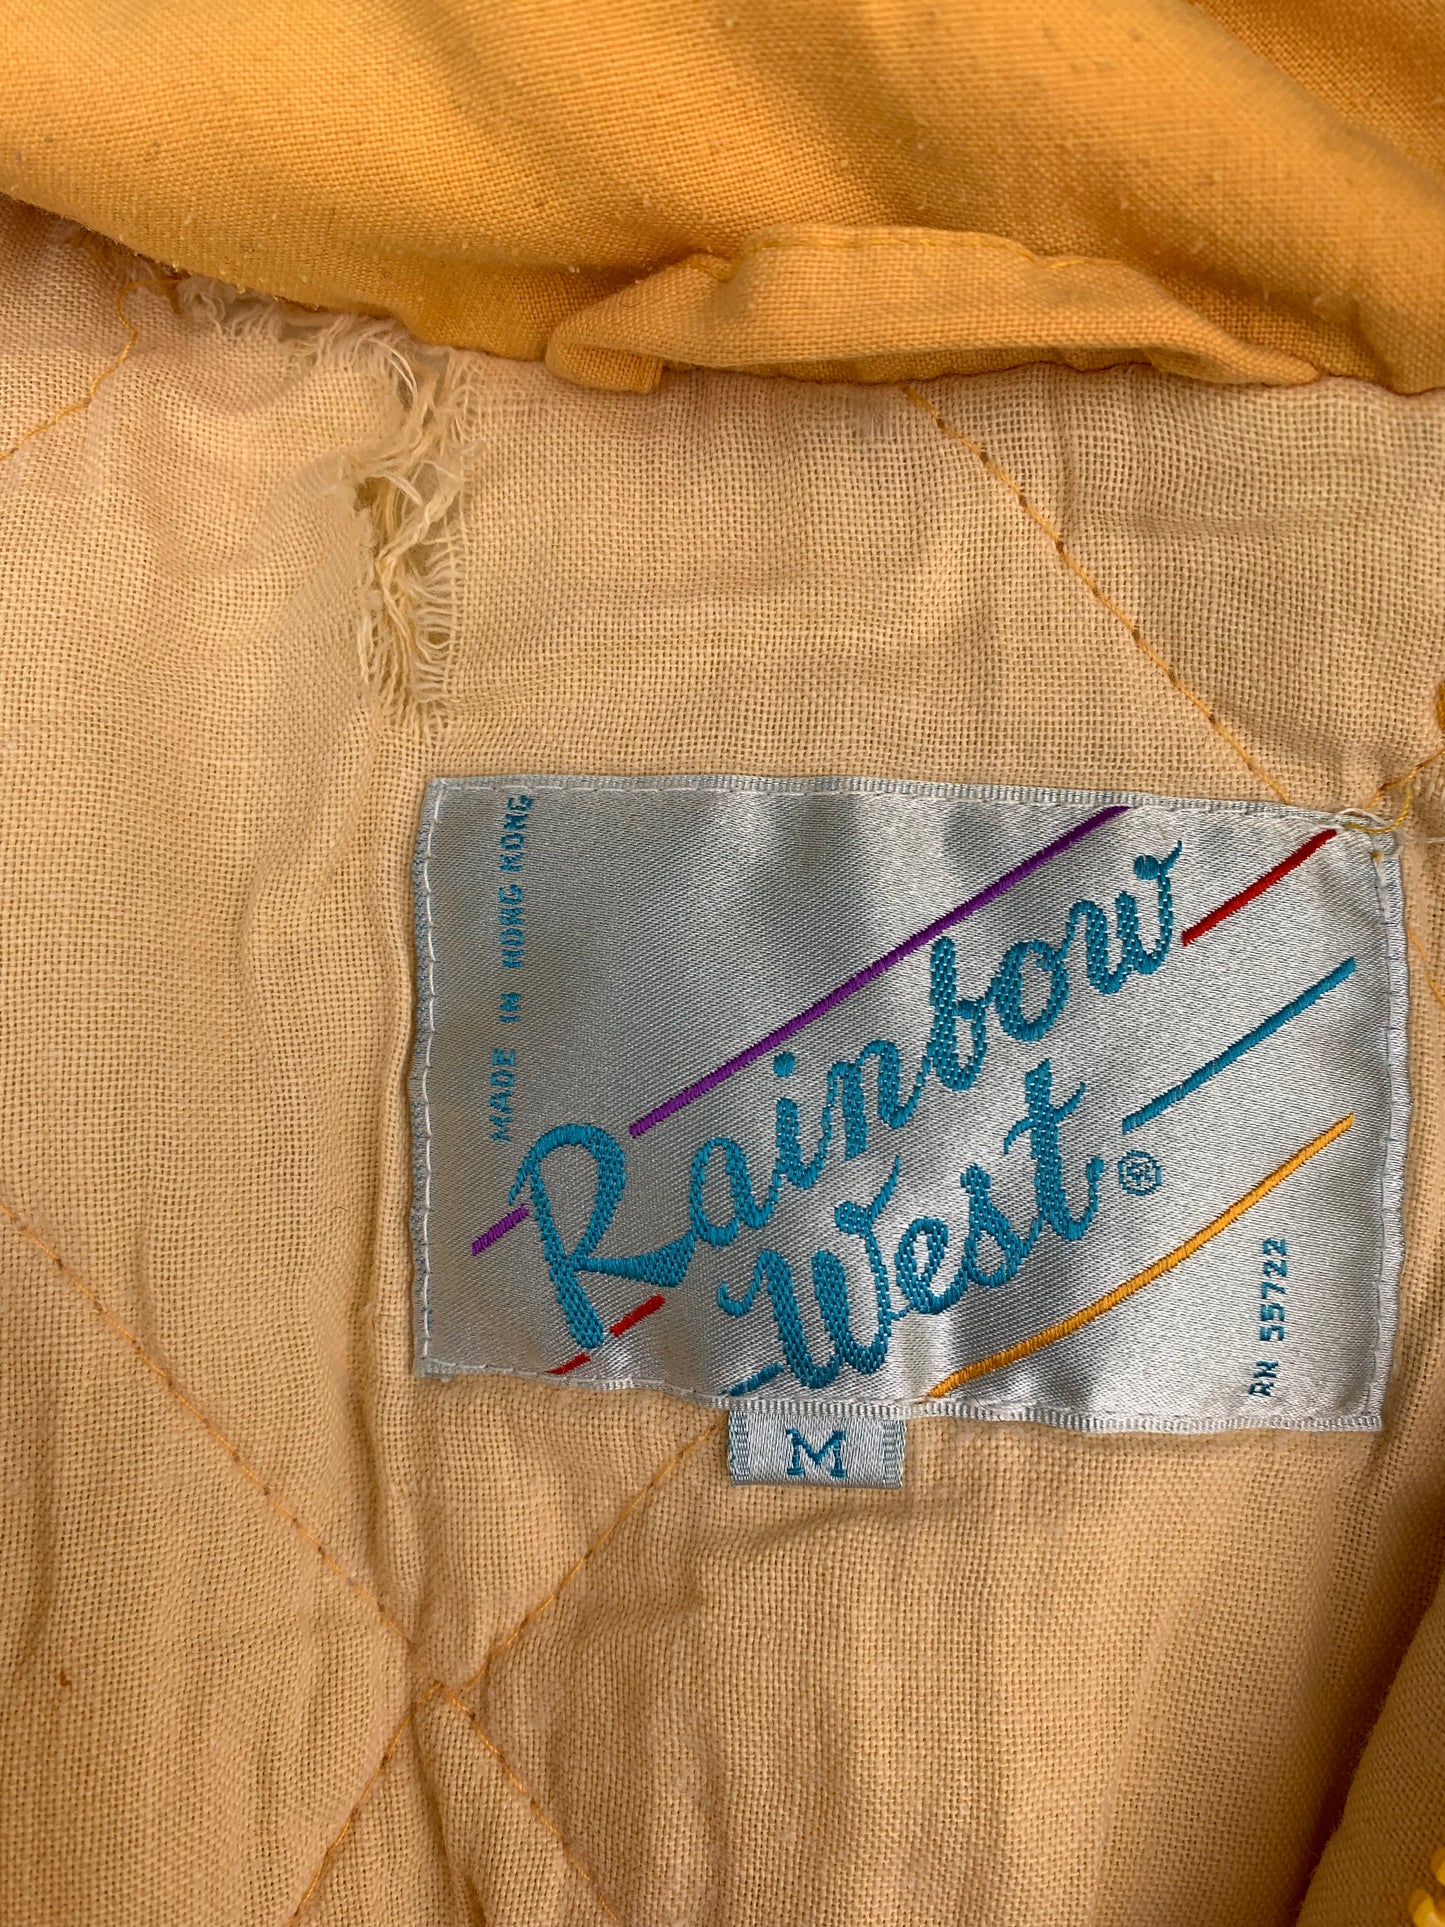 MADE IN HONG KONG
Rainbow
West®
RN 55722
M